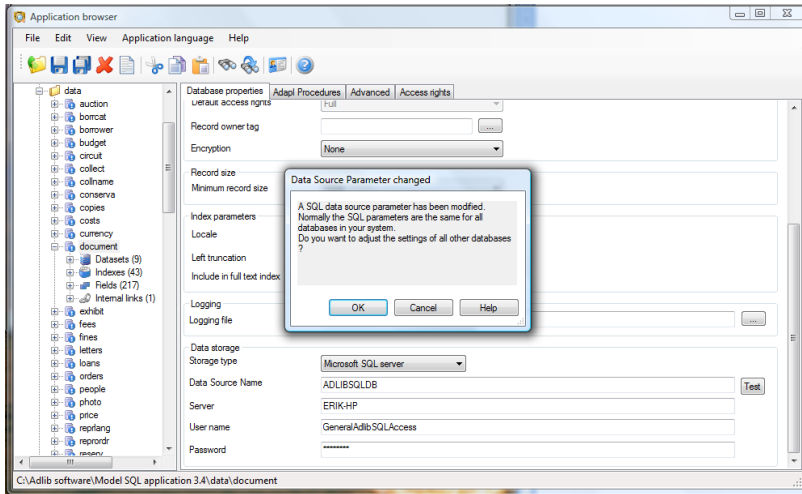 Application browser
File Edit View Application language Help
data
auction
borrcat
borrower
budget
circuit
collect
collname
conserva
copies
costs
currency
document
Datasets (9)
Indexes (43)
Fields (217)
Internal links (1)
exhibit
fees
fines
letters
loans
orders
people
photo
price
reprlang
reprordr
reserv
Database properties Adapl Procedures Advanced Access rights
Default access rights Full
Record owner tag ...
Encryption None
Record size
Minimum record size
Index parameters
Locale
Left truncation
Include in full text index
Logging
Logging file ...
Data storage
Storage type Microsoft SQL server
Data Source Name ADLIBSQLDB Test
Server ERIK-HP
User name GeneralAdlibSQLAccess
Password ********
Data Source Parameter changed
A SQL data source parameter has been modified.
Normally the SQL parameters are the same for all
databases in your system.
Do you want to adjust the settings of all other databases
?
OK Cancel Help
C:\Adlib software\Model SQL application 3.4\data\document